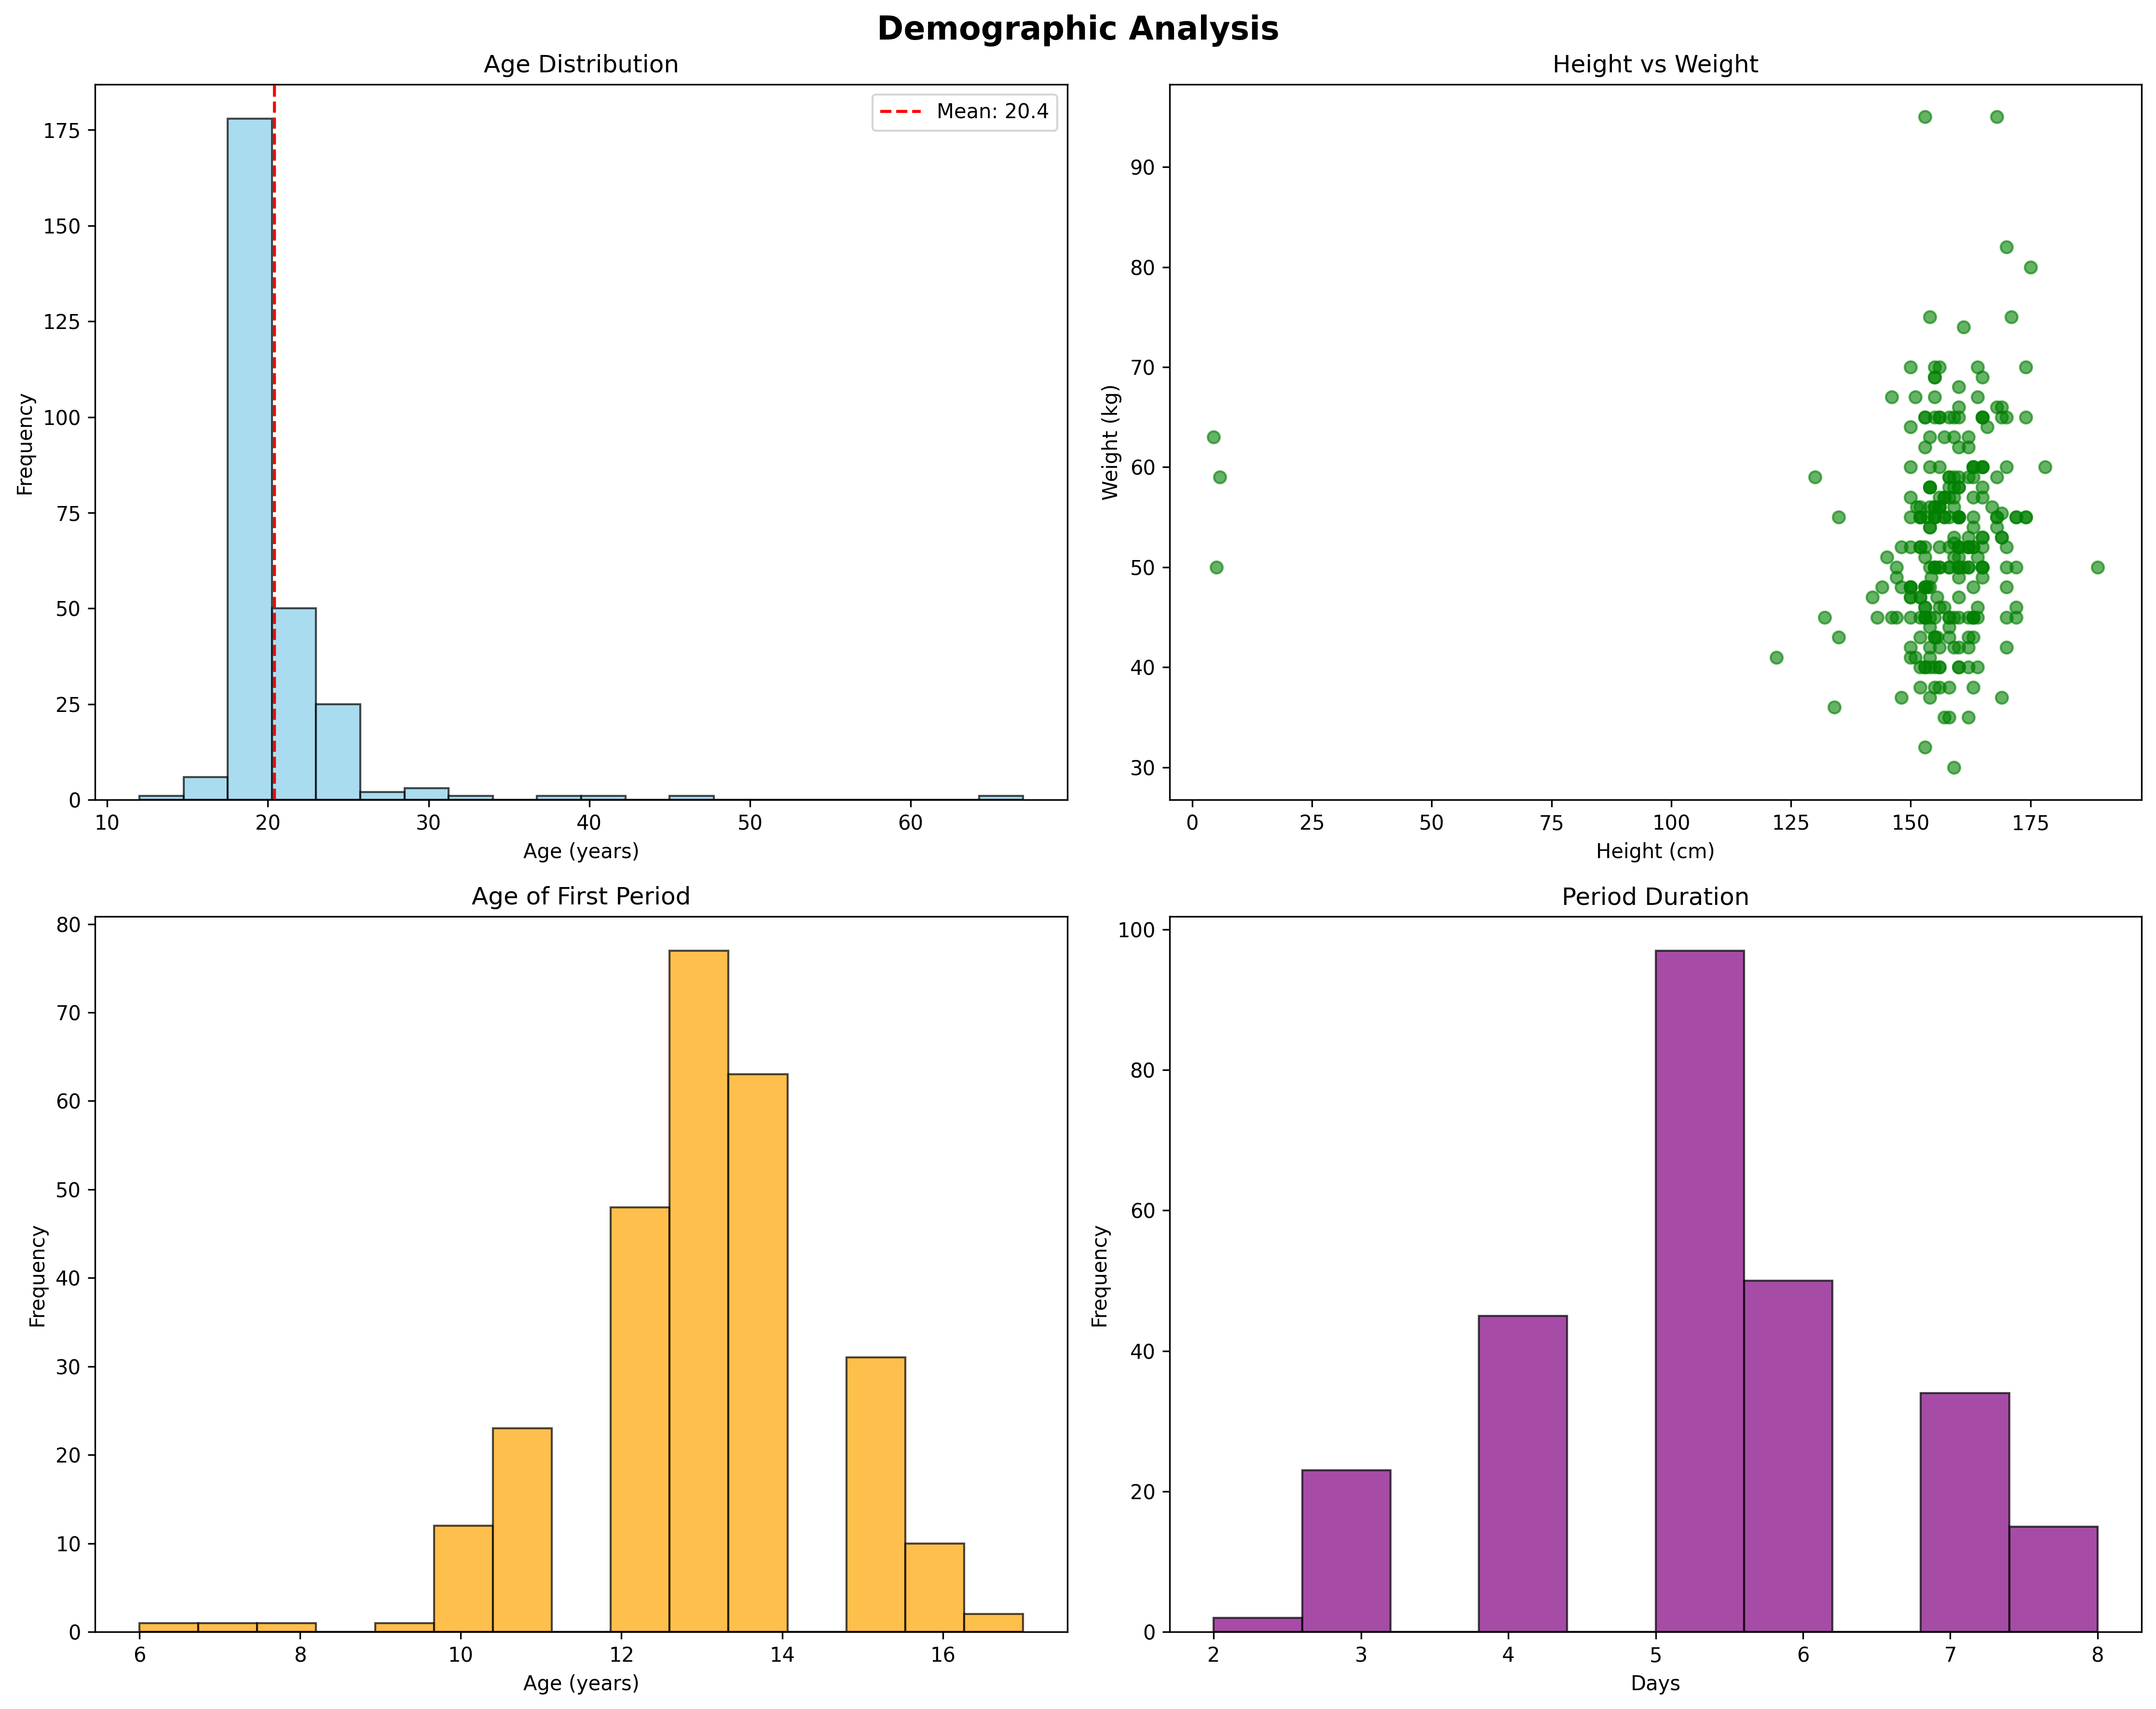 Demographic Analysis
Age Distribution
Mean: 20.4
Frequency
175
150
125
100
75
50
25
0
10 20 30 40 50 60
Age (years)
Height vs Weight
Weight (kg)
90
80
70
60
50
40
30
0 25 50 75 100 125 150 175
Height (cm)
Age of First Period
Frequency
80
70
60
50
40
30
20
10
0
6 8 10 12 14 16
Age (years)
Period Duration
Frequency
100
80
60
40
20
0
2 3 4 5 6 7 8
Days